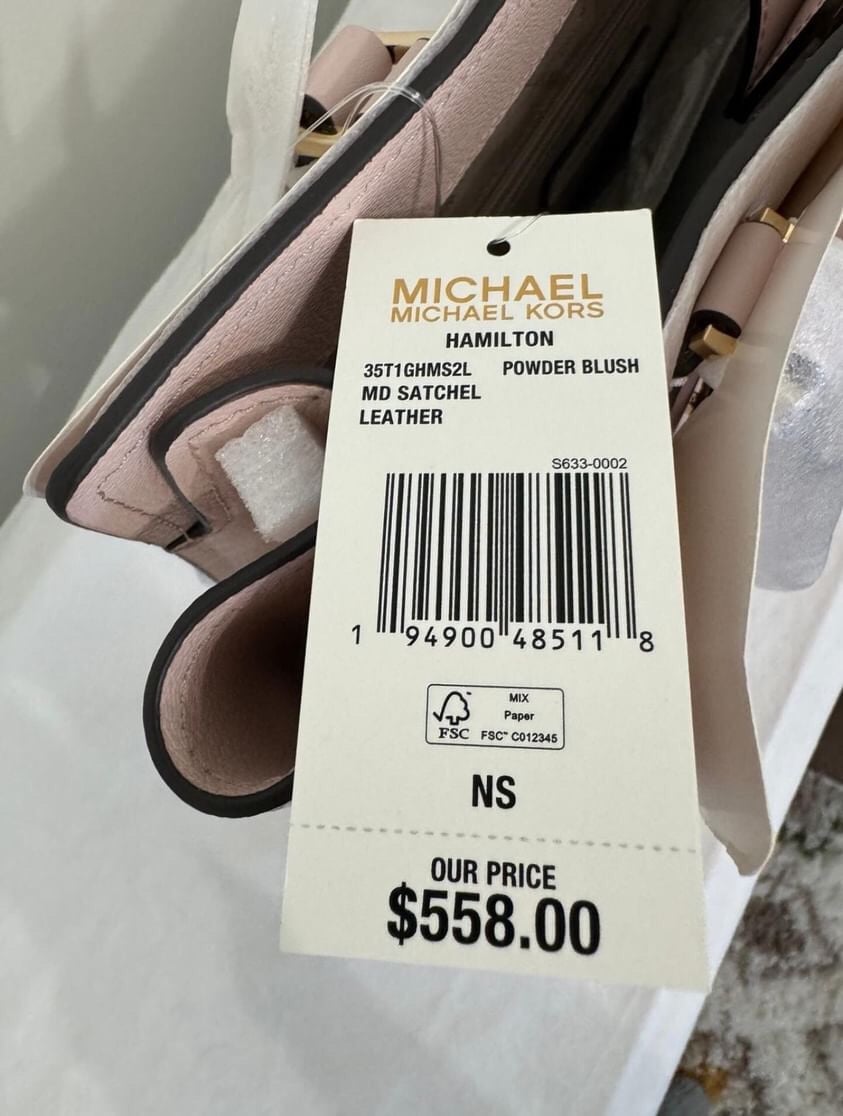 MICHAEL
MICHAEL KORS
HAMILTON
35T1GHMS2L POWDER BLUSH
MD SATCHEL
LEATHER
S633-0002
1 94900 48511 8
FSC
MIX
Paper
FSC™ C012345
NS
OUR PRICE
$558.00